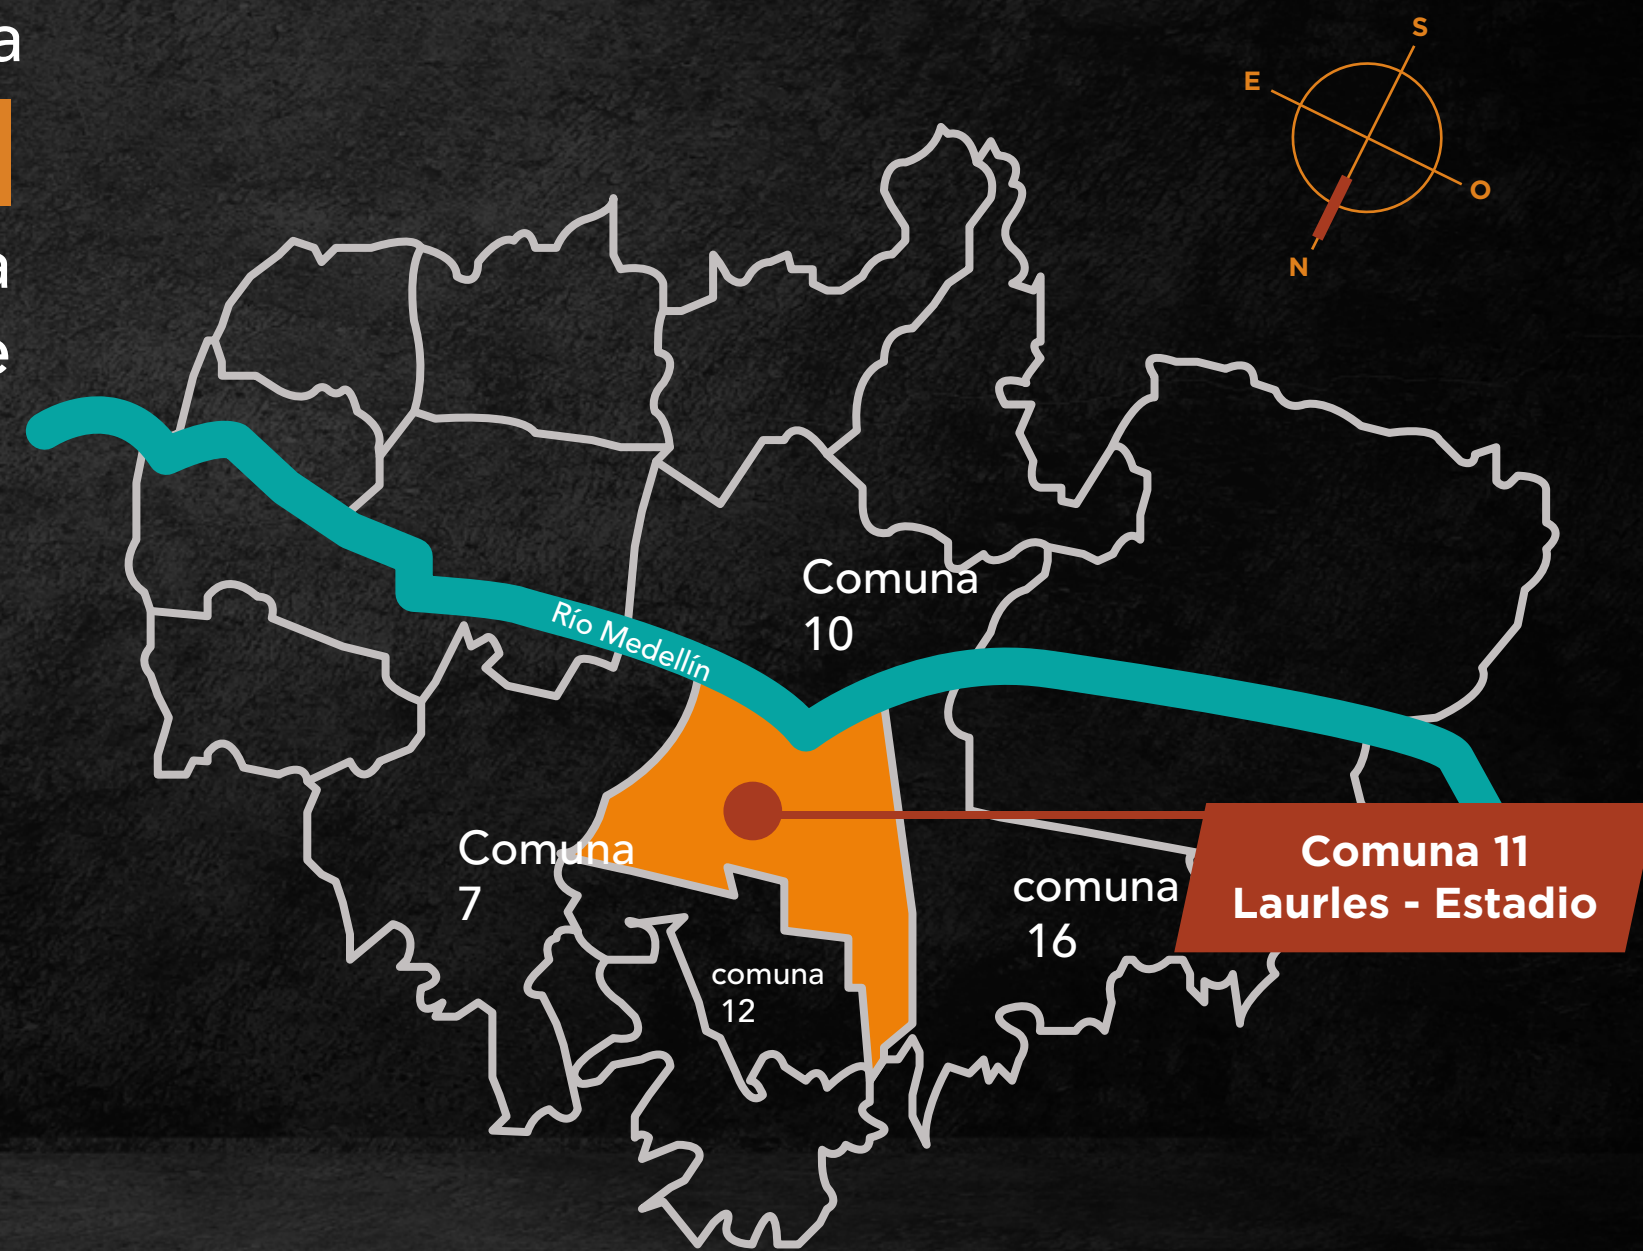 a
S
E
O
N
a
e
Río Medellín
Comuna
10
Comuna
7
comuna
16
Comuna 11
Laurles - Estadio
comuna
12